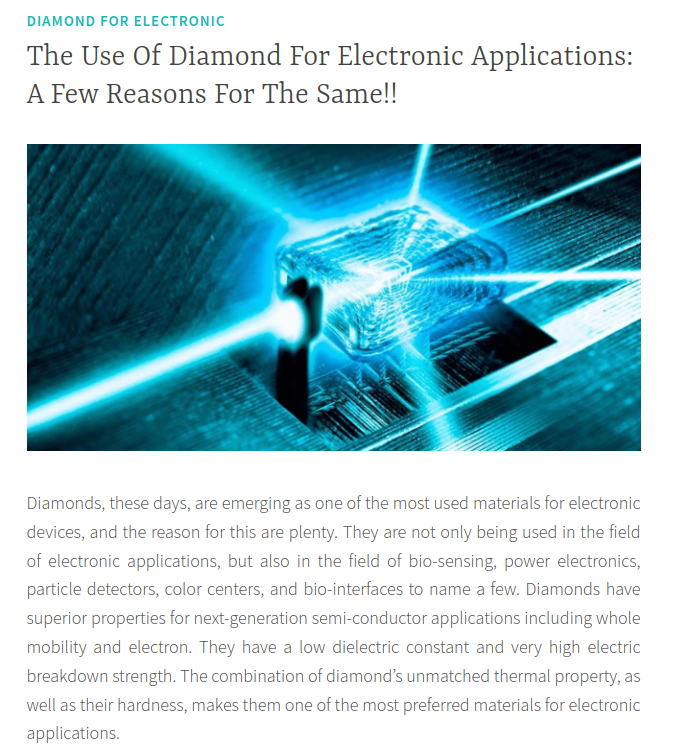 DIAMOND FOR ELECTRONIC
The Use Of Diamond For Electronic Applications:
A Few Reasons For The Same!!
Diamonds, these days, are emerging as one of the most used materials for electronic
devices, and the reason for this are plenty. They are not only being used in the field
of electronic applications, but also in the field of bio-sensing, power electronics,
particle detectors, color centers, and bio-interfaces to name a few. Diamonds have
superior properties for next-generation semi-conductor applications including whole
mobility and electron. They have a low dielectric constant and very high electric
breakdown strength. The combination of diamond’s unmatched thermal property, as
well as their hardness, makes them one of the most preferred materials for electronic
applications.